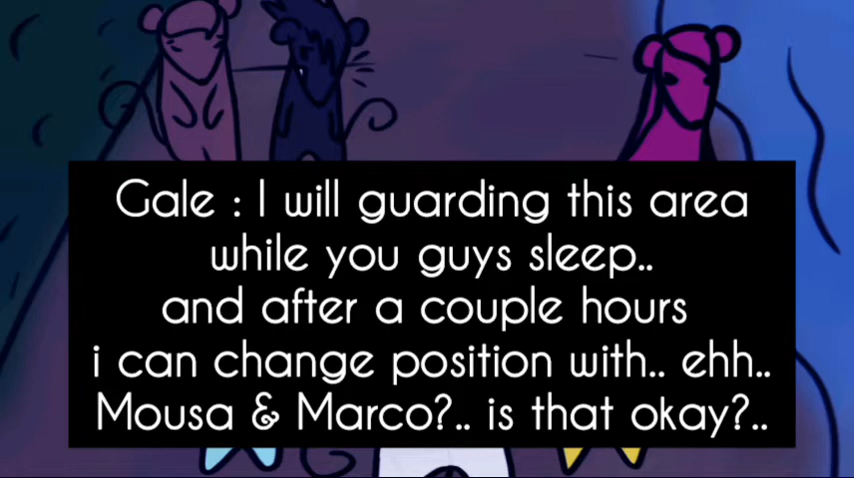 Gale : I will guarding this area
while you guys sleep..
and after a couple hours
i can change position with.. ehh..
Mousa & Marco?.. is that okay?..